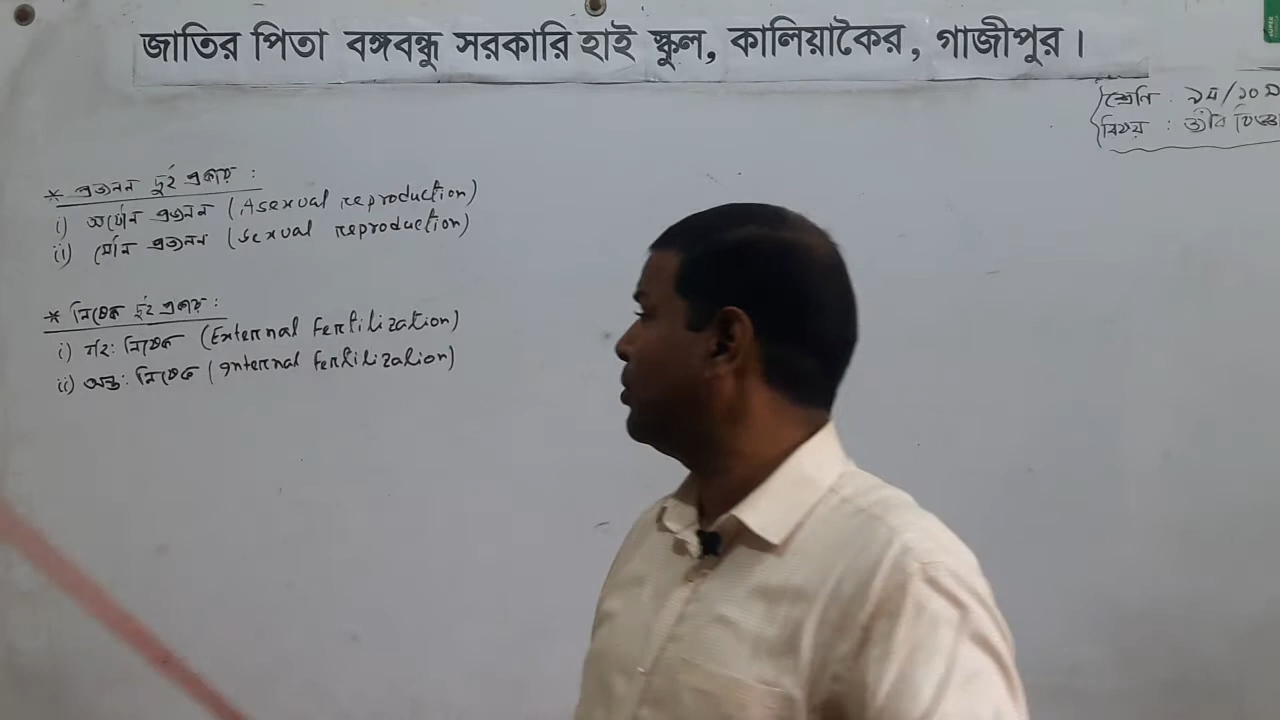 জাতির পিতা বঙ্গবন্ধু সরকারি হাই স্কুল, কালিয়াকৈর, গাজীপুর।
শ্রেণি : ৯ম/১০ম
বিষয় : জীব বিজ্ঞা
* প্রজনন দুই প্রকার :
i) অযৌন প্রজনন (Asexual reproduction)
ii) যৌন প্রজনন (Sexual reproduction)
* নিষেক দুই প্রকার :
i) বহ: নিষেক (External Fertilization)
ii) অন্ত: নিষেক (Internal Fertilization)